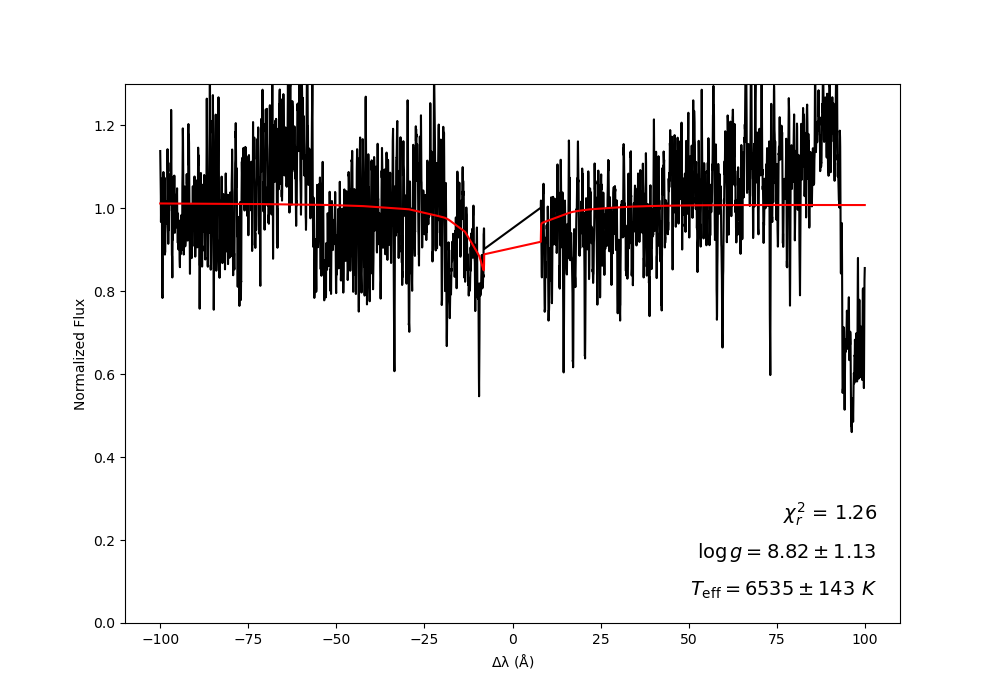 1.2
1.0
0.8
0.6
0.4
0.2
0.0
Normalized Flux
χ²ᵣ = 1.26
log g = 8.82 ± 1.13
T_eff = 6535 ± 143 K
−100 −75 −50 −25 0 25 50 75 100
Δλ (Å)